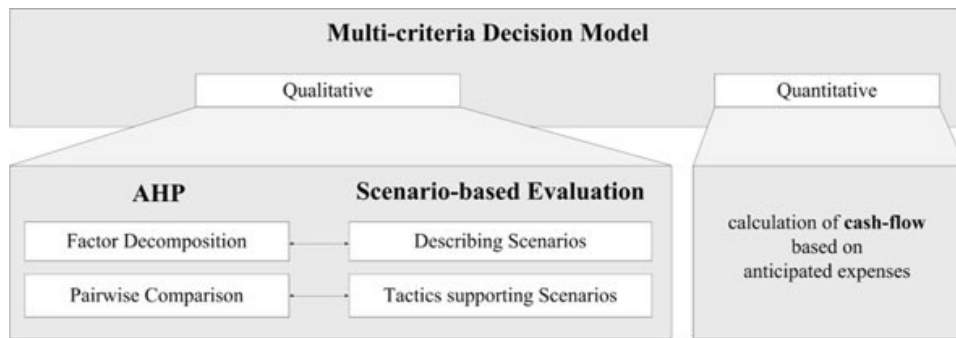 Multi-criteria Decision Model
Qualitative
Quantitative
AHP
Scenario-based Evaluation
Factor Decomposition
Describing Scenarios
Pairwise Comparison
Tactics supporting Scenarios
calculation of cash-flow
based on
anticipated expenses